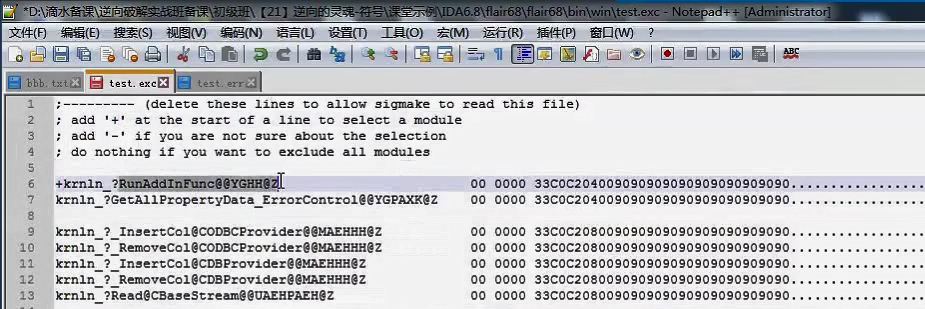 *D:\滴水备课\逆向破解实战班备课\初级班\【21】逆向的灵魂-符号\课堂示例\IDA6.8\flair68\flair68\bin\win\test.exc - Notepad++ [Administrator]
文件(F) 编辑(E) 搜索(S) 视图(V) 编码(N) 语言(L) 设置(T) 工具(O) 宏(M) 运行(R) 插件(P) 窗口(W) ?
ABC
bbb.txt test.exc test.err
1 ;--------- (delete these lines to allow sigmake to read this file)
2 ; add '+' at the start of a line to select a module
3 ; add '-' if you are not sure about the selection
4 ; do nothing if you want to exclude all modules
5
6 +krnln_?RunAddInFunc@@YGHH@Z 00 0000 33C0C20400909090909090909090909090................
7 krnln_?GetAllPropertyData_ErrorControl@@YGPAXK@Z 00 0000 33C0C20400909090909090909090909090................
8
9 krnln_?_InsertCol@CODBCProvider@@MAEHHH@Z 00 0000 33C0C20800909090909090909090909090................
10 krnln_?_RemoveCol@CODBCProvider@@MAEHHH@Z 00 0000 33C0C20800909090909090909090909090................
11 krnln_?_InsertCol@CDBProvider@@MAEHHH@Z 00 0000 33C0C20800909090909090909090909090................
12 krnln_?_RemoveCol@CDBProvider@@MAEHHH@Z 00 0000 33C0C20800909090909090909090909090................
13 krnln_?Read@CBaseStream@@UAEHPAEH@Z 00 0000 33C0C20800909090909090909090909090................